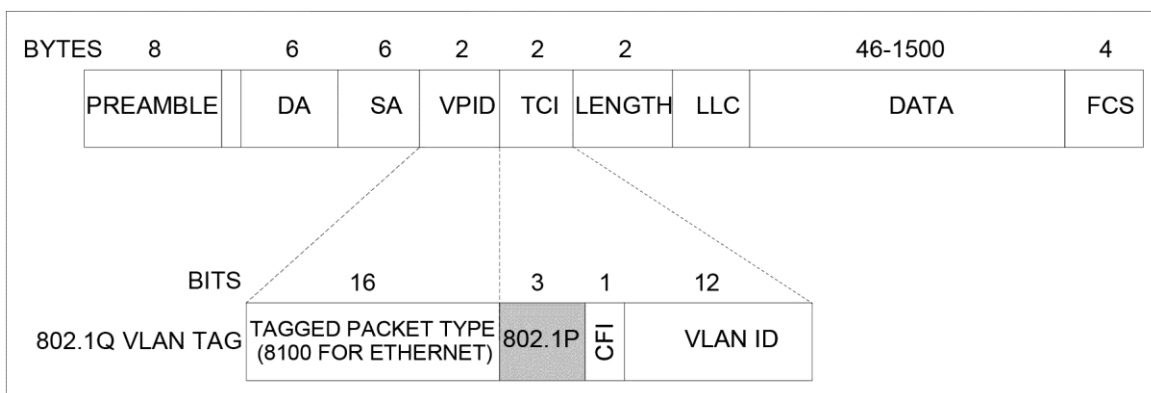 BYTES 8 6 6 2 2 2 46-1500 4
PREAMBLE DA SA VPID TCI LENGTH LLC DATA FCS
BITS 16 3 1 12
802.1Q VLAN TAG TAGGED PACKET TYPE (8100 FOR ETHERNET) 802.1P CFI VLAN ID